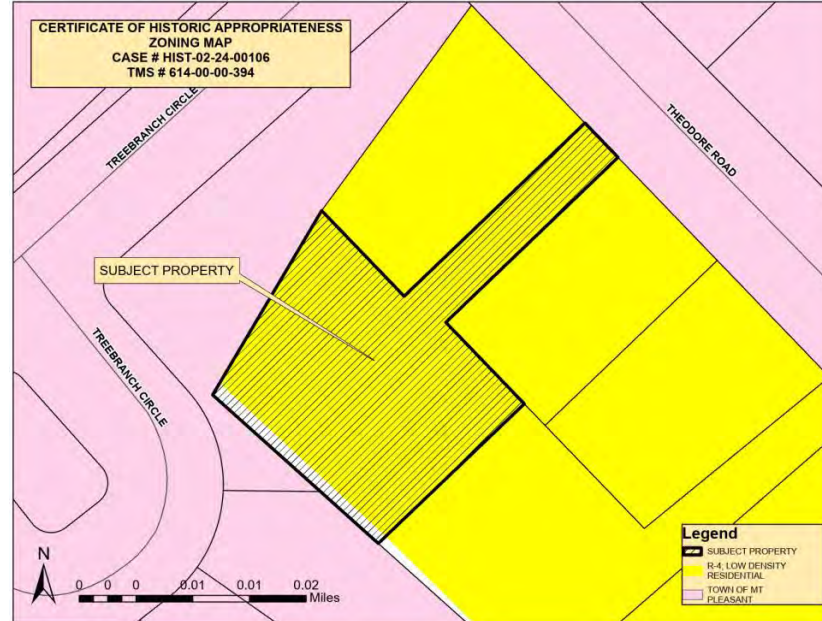 CERTIFICATE OF HISTORIC APPROPRIATENESS
ZONING MAP
CASE # HIST-02-24-00106
TMS # 614-00-00-394
TREEBRANCH CIRCLE
THEODORE ROAD
SUBJECT PROPERTY
TREEBRANCH CIRCLE
N
0 0 0 0.01 0.01 0.02
Miles
Legend
SUBJECT PROPERTY
R-4, LOW DENSITY
RESIDENTIAL
TOWN OF MT
PLEASANT